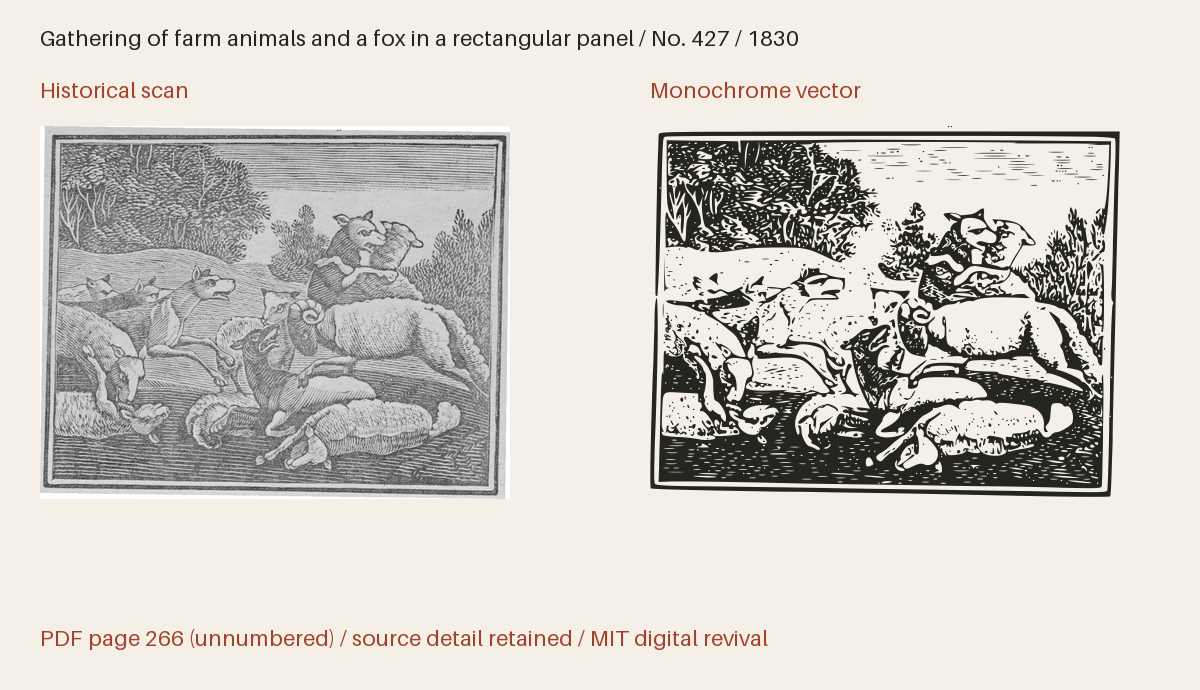 Gathering of farm animals and a fox in a rectangular panel / No. 427 / 1830
Historical scan
Monochrome vector
PDF page 266 (unnumbered) / source detail retained / MIT digital revival